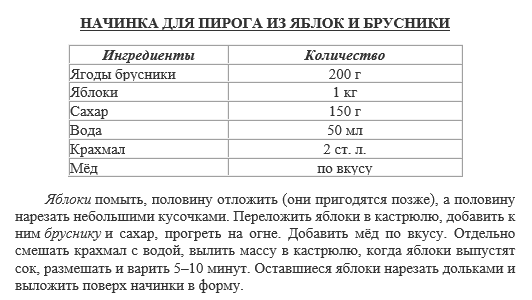 НАЧИНКА ДЛЯ ПИРОГА ИЗ ЯБЛОК И БРУСНИКИ
Ингредиенты Количество
Ягоды брусники 200 г
Яблоки 1 кг
Сахар 150 г
Вода 50 мл
Крахмал 2 ст. л.
Мёд по вкусу
Яблоки помыть, половину отложить (они пригодятся позже), а половину
нарезать небольшими кусочками. Переложить яблоки в кастрюлю, добавить к
ним бруснику и сахар, прогреть на огне. Добавить мёд по вкусу. Отдельно
смешать крахмал с водой, вылить массу в кастрюлю, когда яблоки выпустят
сок, размешать и варить 5–10 минут. Оставшиеся яблоки нарезать дольками и
выложить поверх начинки в форму.